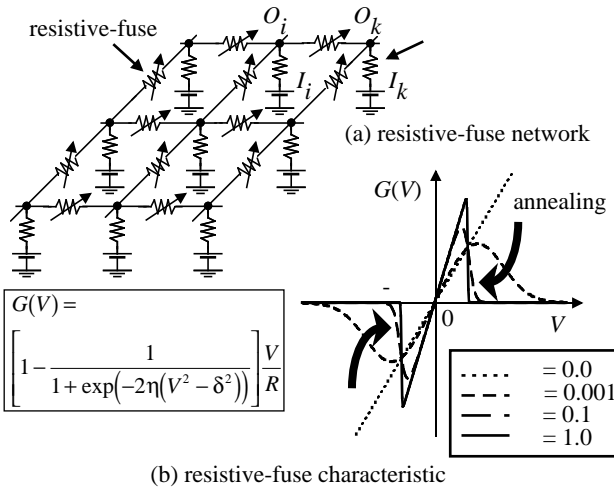 resistive-fuse
O_i
O_k
I_i
I_k
(a) resistive-fuse network
G(V)
annealing
-
0
V
G(V) =
[1 - 1/(1 + exp(-2η(V² - δ²)))] V/R
= 0.0
= 0.001
= 0.1
= 1.0
(b) resistive-fuse characteristic